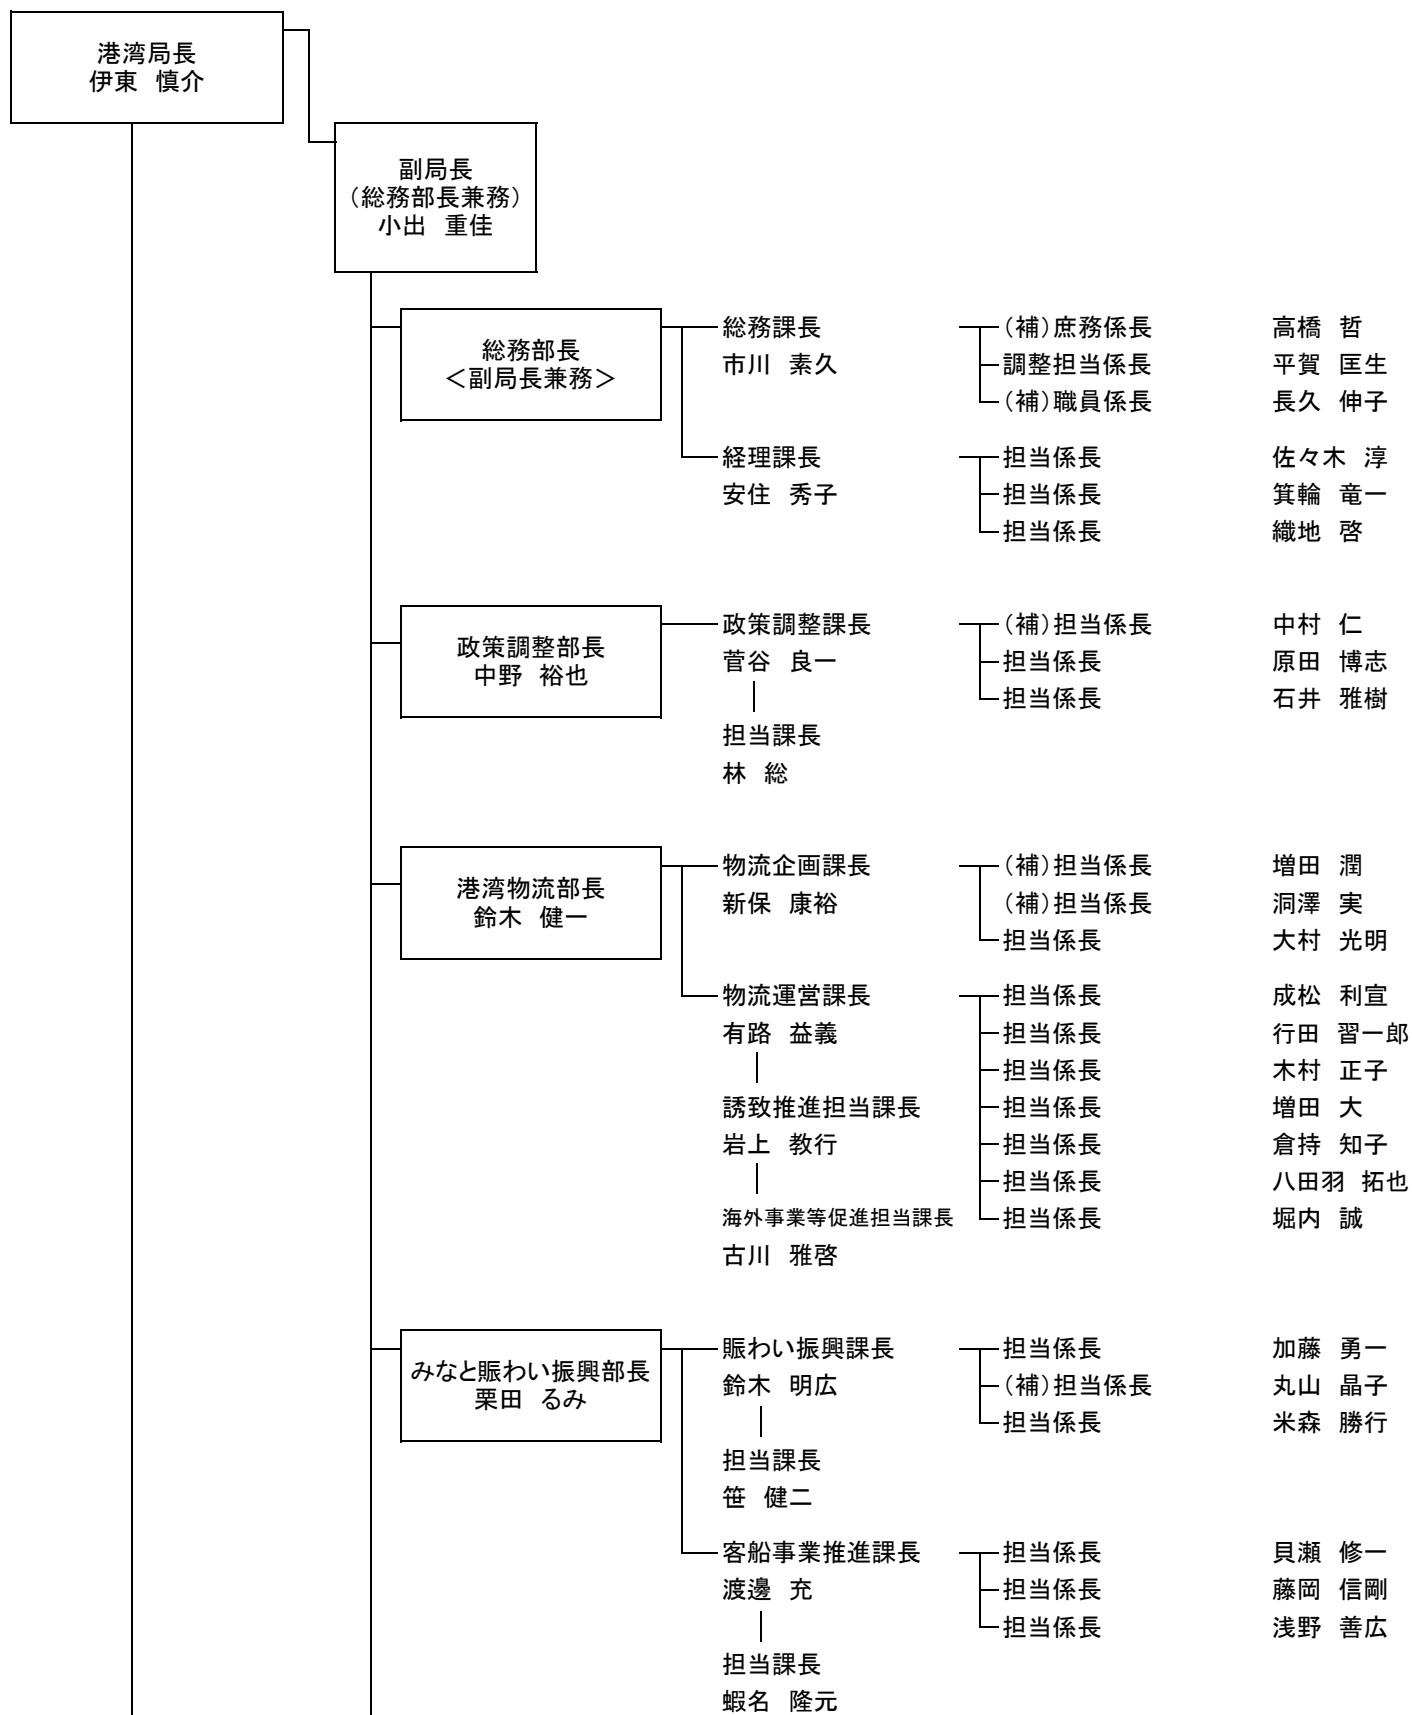 港湾局長
伊東 慎介
副局長
（総務部長兼務）
小出 重佳
総務部長
＜副局長兼務＞
総務課長 （補）庶務係長 高橋 哲
市川 素久 調整担当係長 平賀 匡生
（補）職員係長 長久 伸子
経理課長 担当係長 佐々木 淳
安住 秀子 担当係長 箕輪 竜一
担当係長 織地 啓
政策調整部長
中野 裕也
政策調整課長 （補）担当係長 中村 仁
菅谷 良一 担当係長 原田 博志
担当係長 石井 雅樹
担当課長
林 総
港湾物流部長
鈴木 健一
物流企画課長 （補）担当係長 増田 潤
新保 康裕 （補）担当係長 洞澤 実
担当係長 大村 光明
物流運営課長 担当係長 成松 利宣
有路 益義 担当係長 行田 習一郎
担当係長 木村 正子
誘致推進担当課長 担当係長 増田 大
岩上 教行 担当係長 倉持 知子
担当係長 八田羽 拓也
海外事業等促進担当課長 担当係長 堀内 誠
古川 雅啓
みなと賑わい振興部長
栗田 るみ
賑わい振興課長 担当係長 加藤 勇一
鈴木 明広 （補）担当係長 丸山 晶子
担当係長 米森 勝行
担当課長
笹 健二
客船事業推進課長 担当係長 貝瀬 修一
渡邊 充 担当係長 藤岡 信剛
担当係長 浅野 善広
担当課長
蝦名 隆元